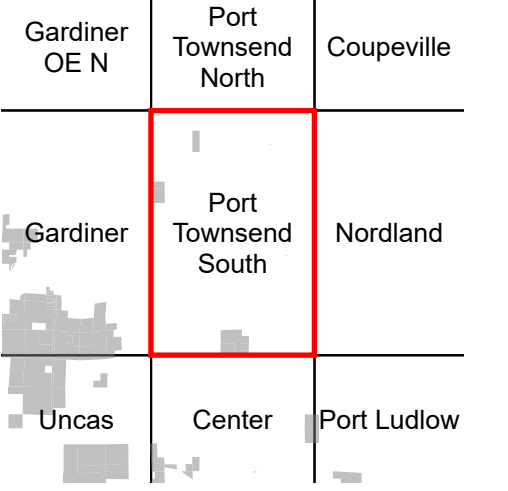 Gardiner
OE N
Port
Townsend
North
Coupeville
Gardiner
Port
Townsend
South
Nordland
Uncas
Center
Port Ludlow